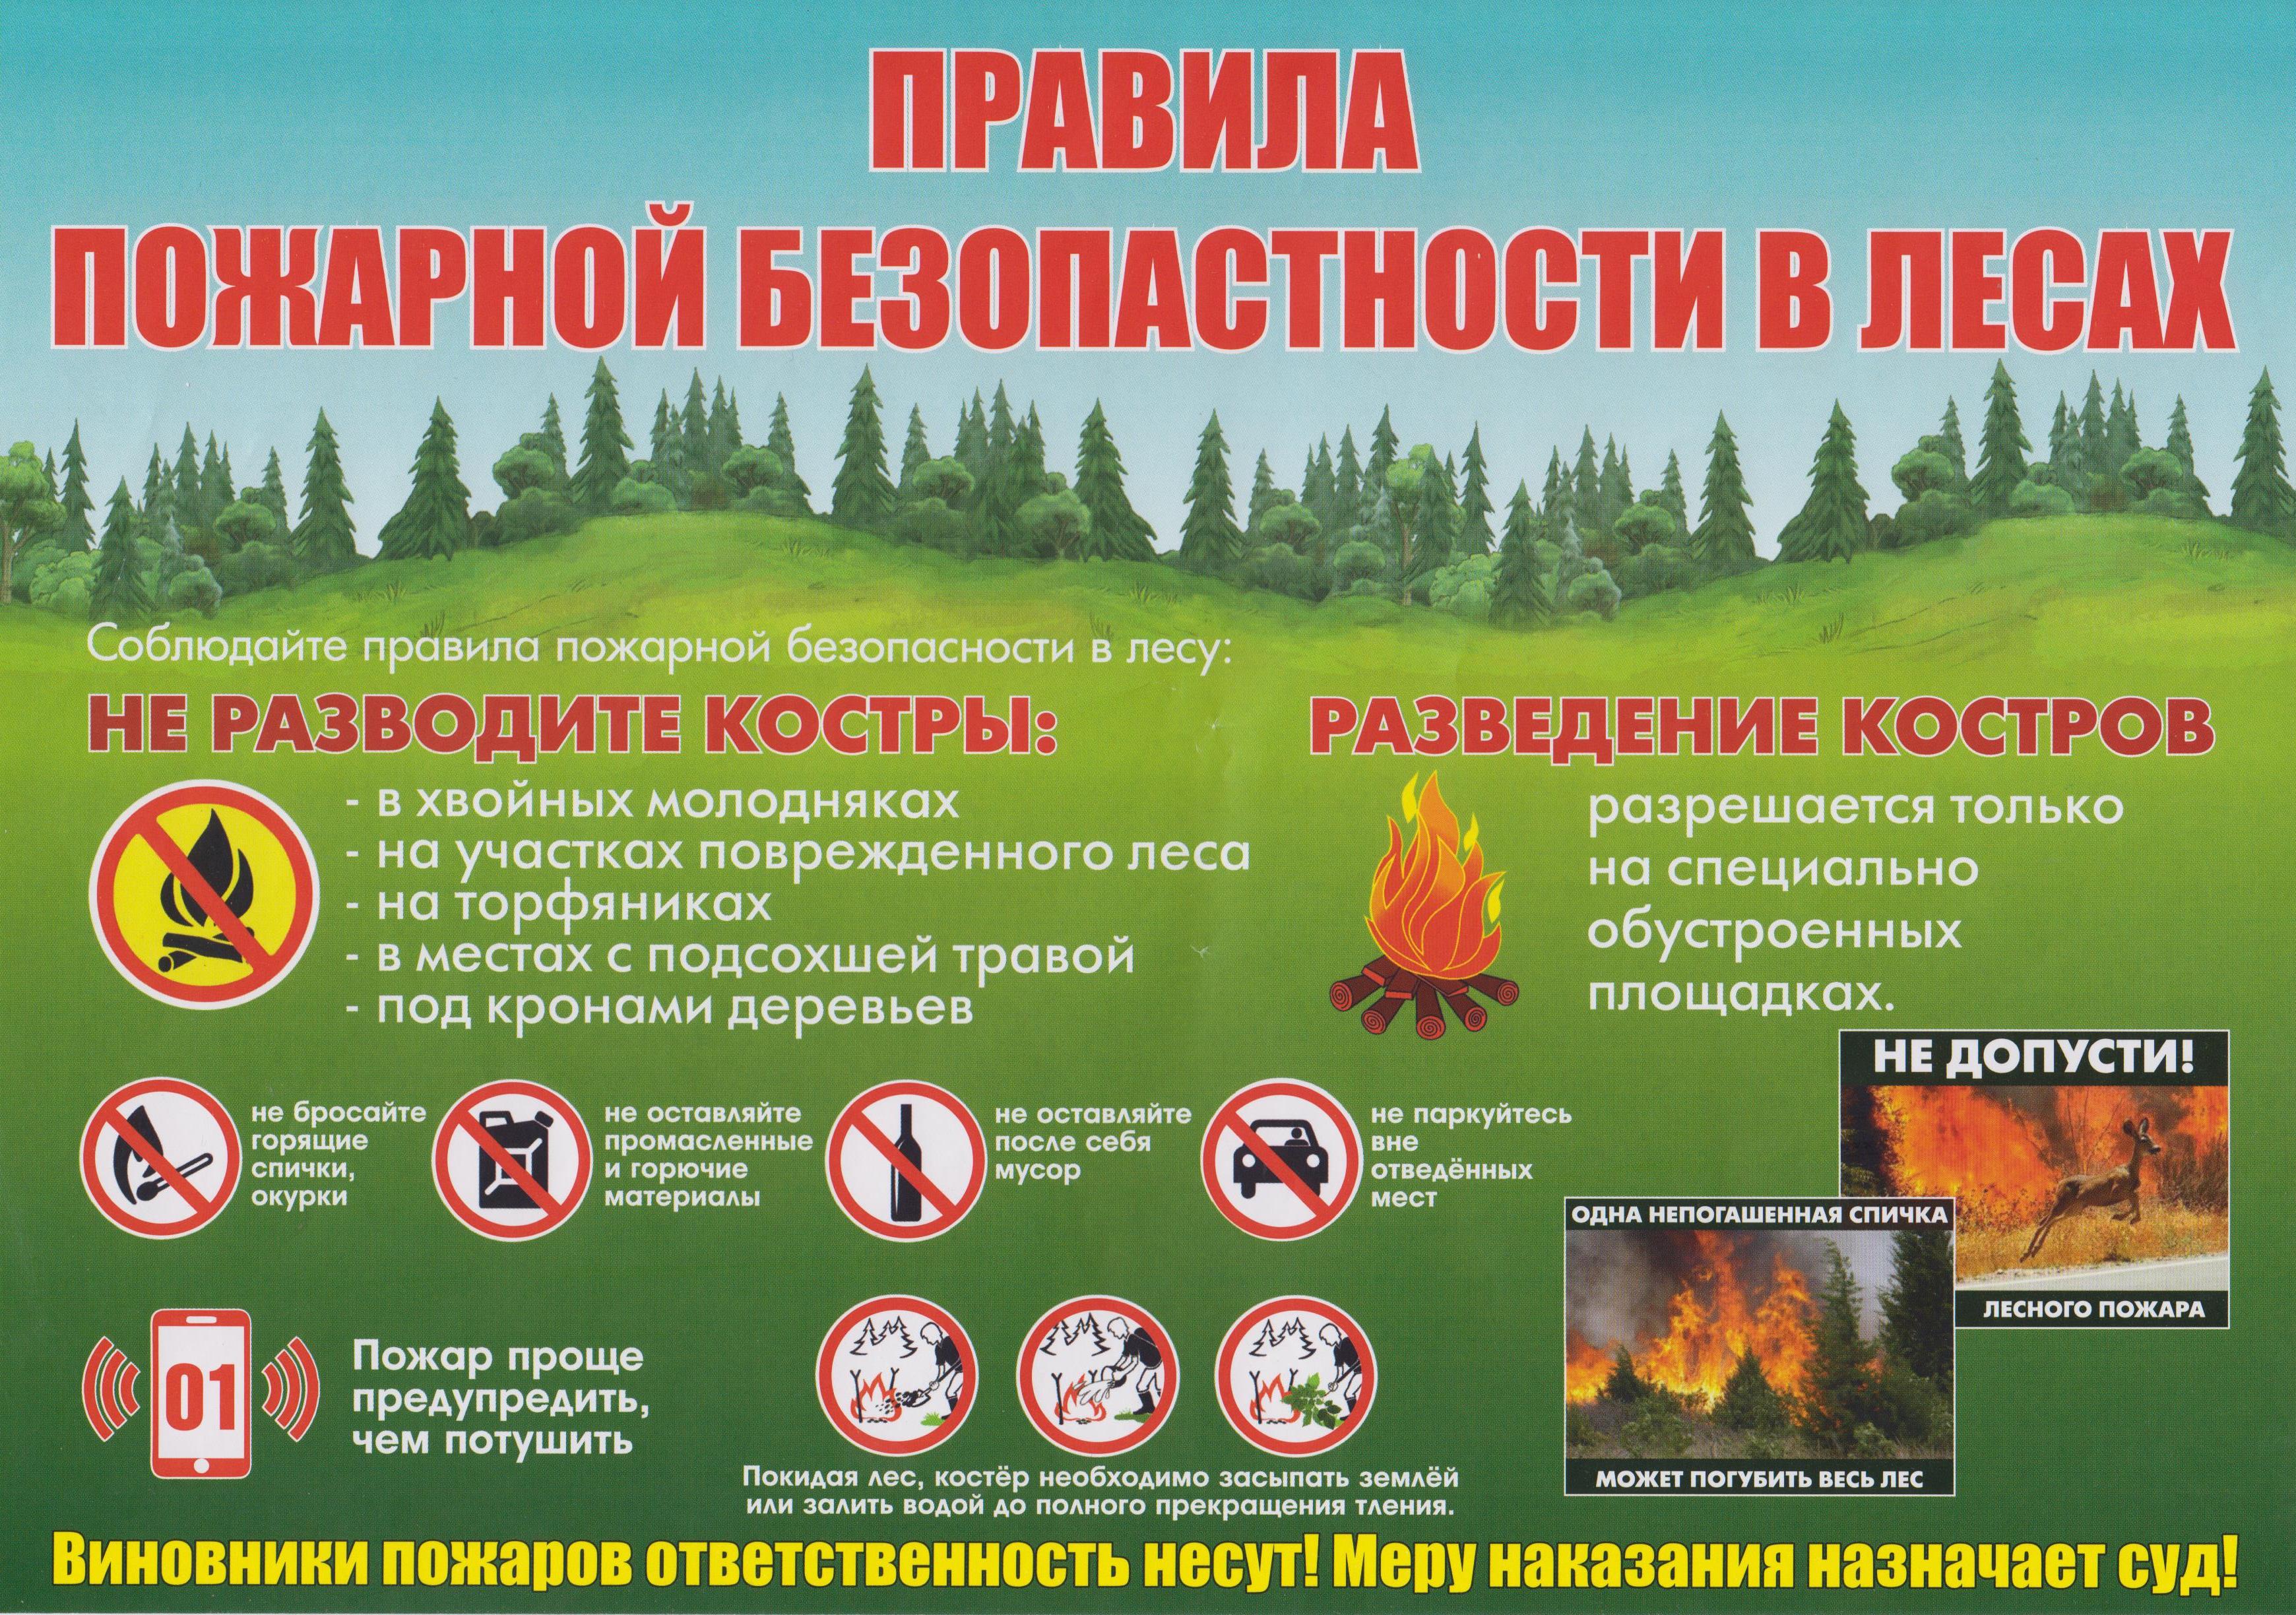 ПРАВИЛА
ПОЖАРНОЙ БЕЗОПАСТНОСТИ В ЛЕСАХ
Соблюдайте правила пожарной безопасности в лесу:
НЕ РАЗВОДИТЕ КОСТРЫ:
- в хвойных молодняках
- на участках поврежденного леса
- на торфяниках
- в местах с подсохшей травой
- под кронами деревьев
РАЗВЕДЕНИЕ КОСТРОВ
разрешается только
на специально
обустроенных
площадках.
не бросайте
горящие
спички,
окурки
не оставляйте
промасленные
и горючие
материалы
не оставляйте
после себя
мусор
не паркуйтесь
вне
отведённых
мест
НЕ ДОПУСТИ!
ЛЕСНОГО ПОЖАРА
ОДНА НЕПОГАШЕННАЯ СПИЧКА
МОЖЕТ ПОГУБИТЬ ВЕСЬ ЛЕС
01
Пожар проще
предупредить,
чем потушить
Покидая лес, костёр необходимо засыпать землёй
или залить водой до полного прекращения тления.
Виновники пожаров ответственность несут! Меру наказания назначает суд!